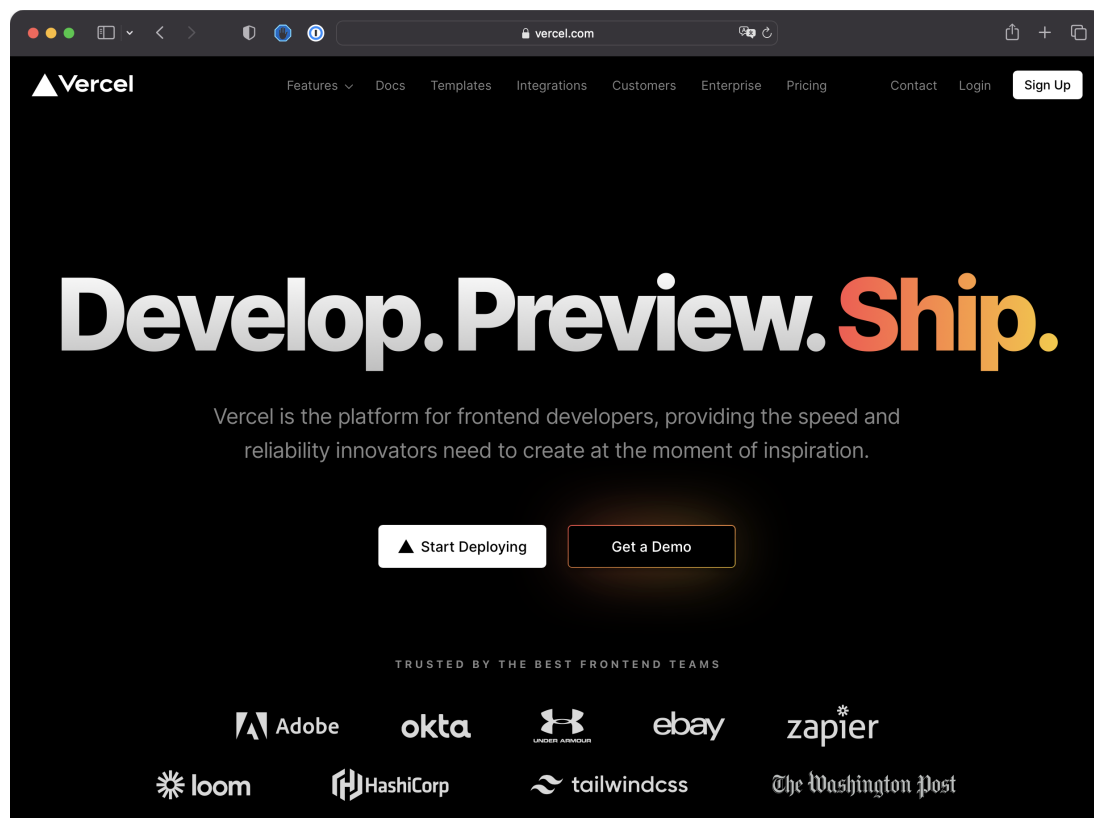 vercel.com
Vercel
Features Docs Templates Integrations Customers Enterprise Pricing Contact Login Sign Up
Develop. Preview. Ship.
Vercel is the platform for frontend developers, providing the speed and
reliability innovators need to create at the moment of inspiration.
Start Deploying Get a Demo
TRUSTED BY THE BEST FRONTEND TEAMS
Adobe okta UNDER ARMOUR ebay zapier
loom HashiCorp tailwindcss The Washington Post